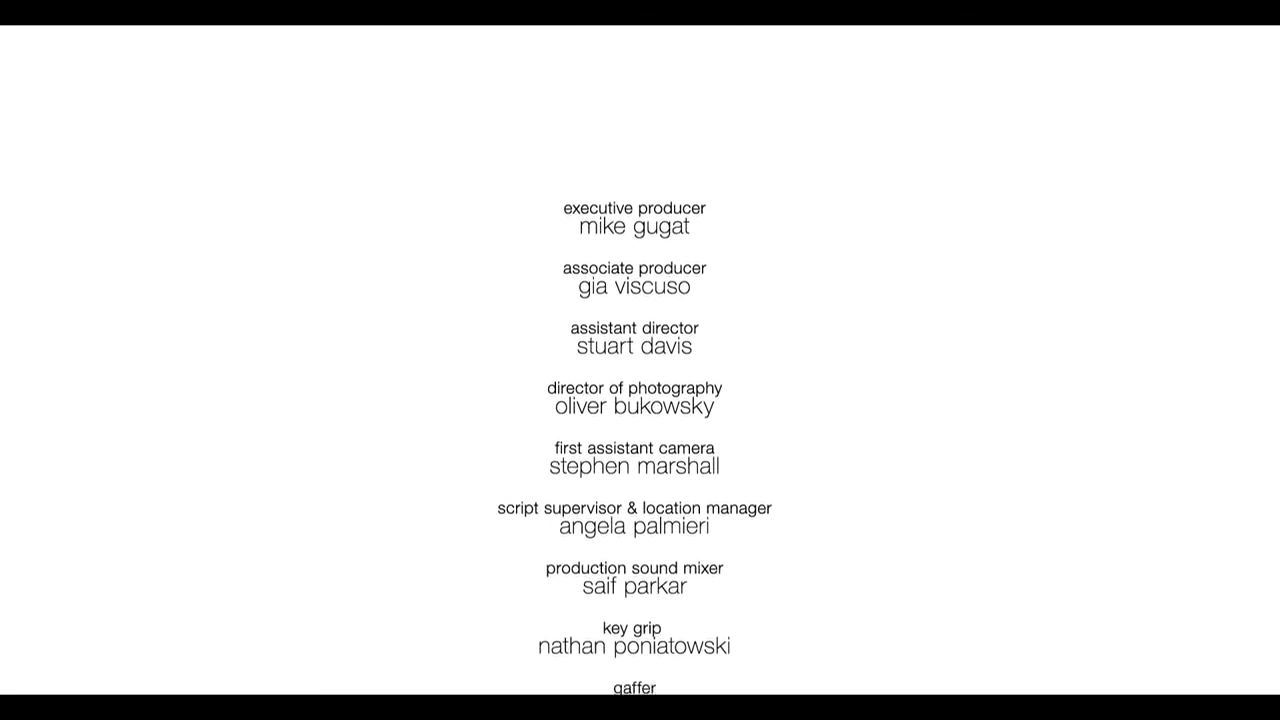 executive producer
mike gugat
associate producer
gia viscuso
assistant director
stuart davis
director of photography
oliver bukowsky
first assistant camera
stephen marshall
script supervisor & location manager
angela palmieri
production sound mixer
saif parkar
key grip
nathan poniatowski
gaffer